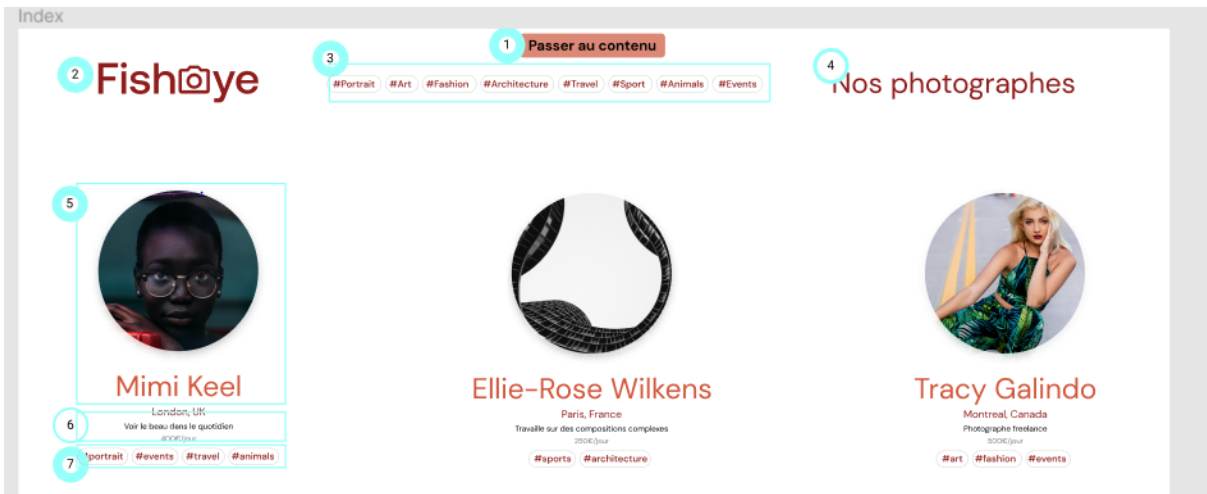 Index
1 Passer au contenu
2 Fisheye
3
#Portrait #Art #Fashion #Architecture #Travel #Sport #Animals #Events
4
Nos photographes
5
Mimi Keel
Ellie-Rose Wilkens
Tracy Galindo
London, UK
Paris, France
Montreal, Canada
6
Voir le beau dans le quotidien
Travaille sur des compositions complexes
Photographe freelance
400€/jour
250€/jour
500€/jour
7
#portrait #events #travel #animals
#sports #architecture
#art #fashion #events